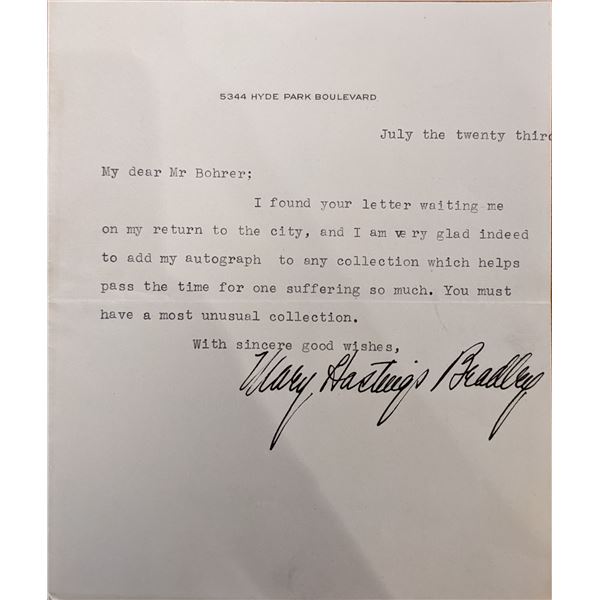 5344 HYDE PARK BOULEVARD
July the twenty third
My dear Mr Bohrer;
I found your letter waiting me
on my return to the city, and I am very glad indeed
to add my autograph to any collection which helps
pass the time for one suffering so much. You must
have a most unusual collection.
With sincere good wishes,
Mary Hastings Bradley